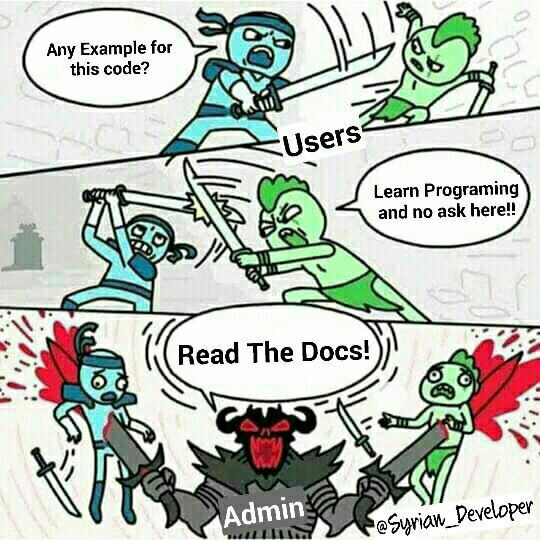 Any Example for
this code?
Users
Learn Programing
and no ask here!!
Read The Docs!
Admin
@Syrian_Developer